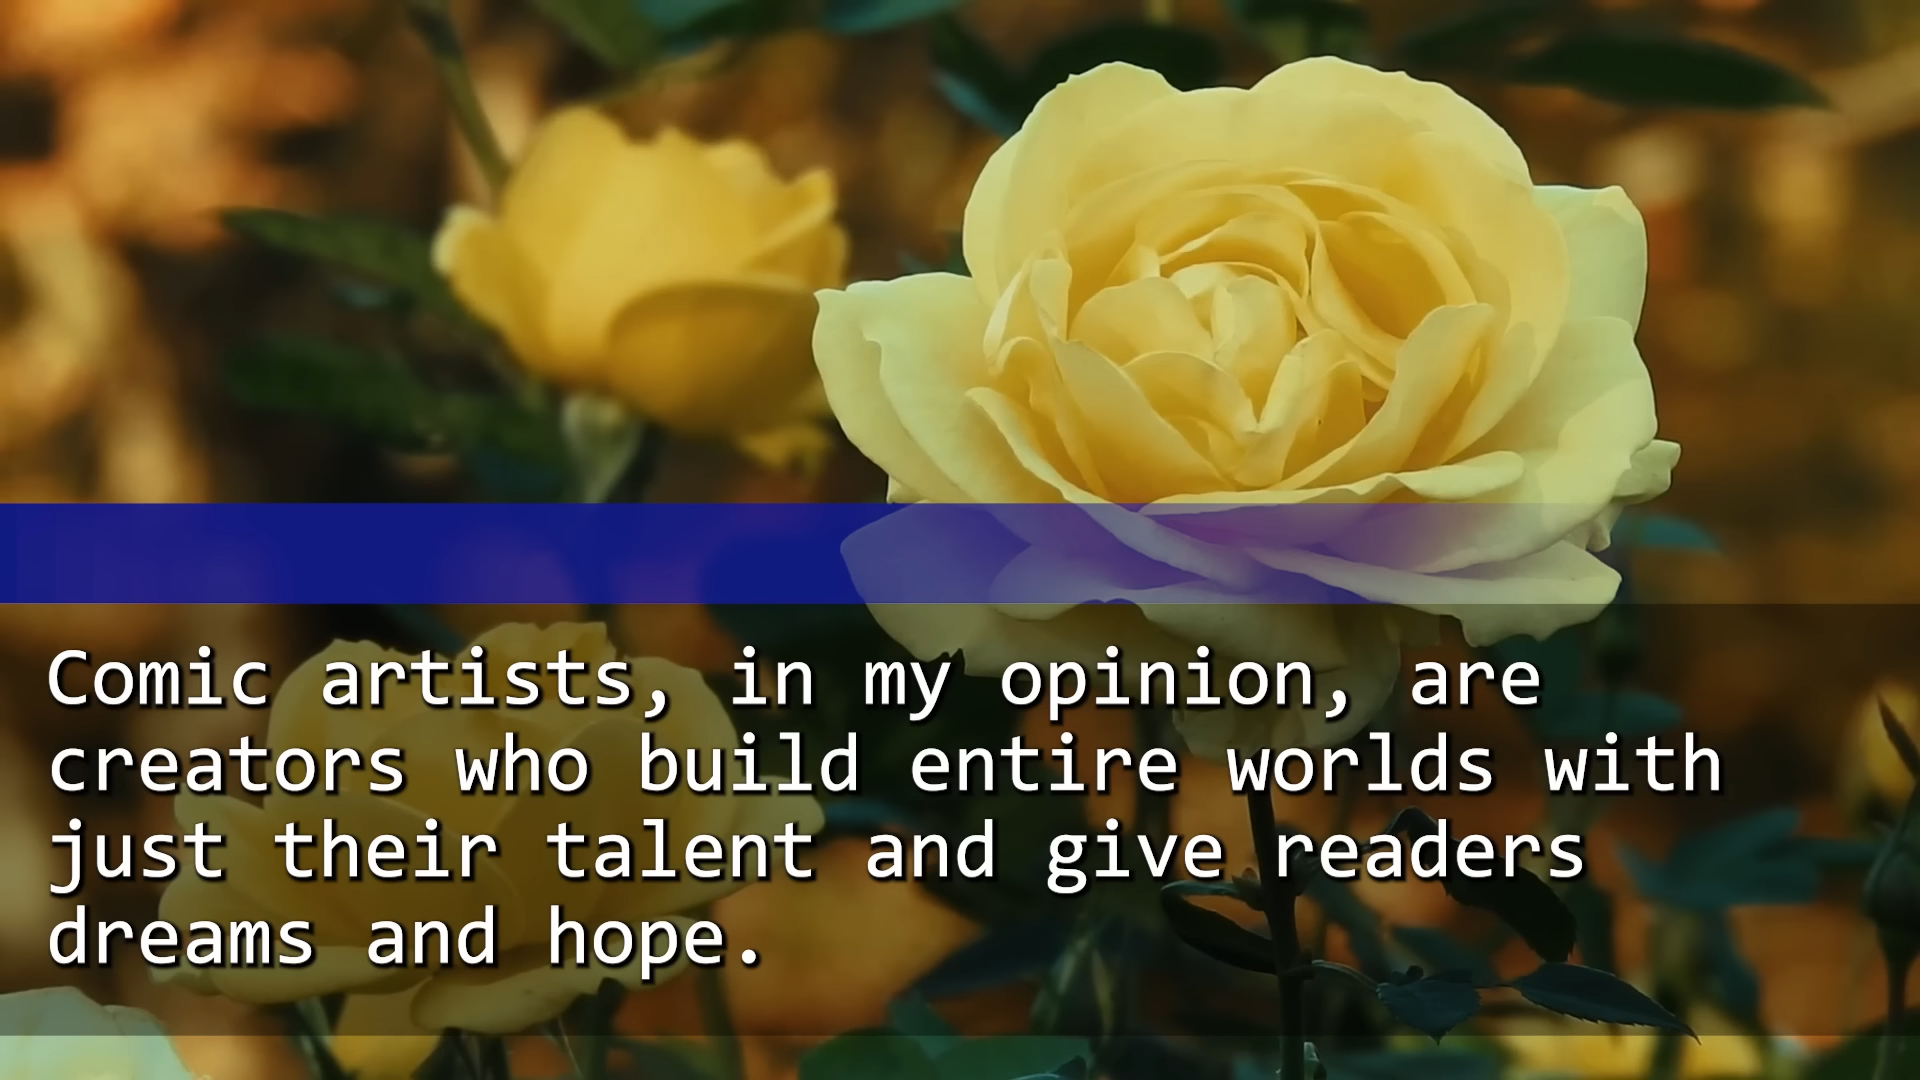 Comic artists, in my opinion, are
creators who build entire worlds with
just their talent and give readers
dreams and hope.